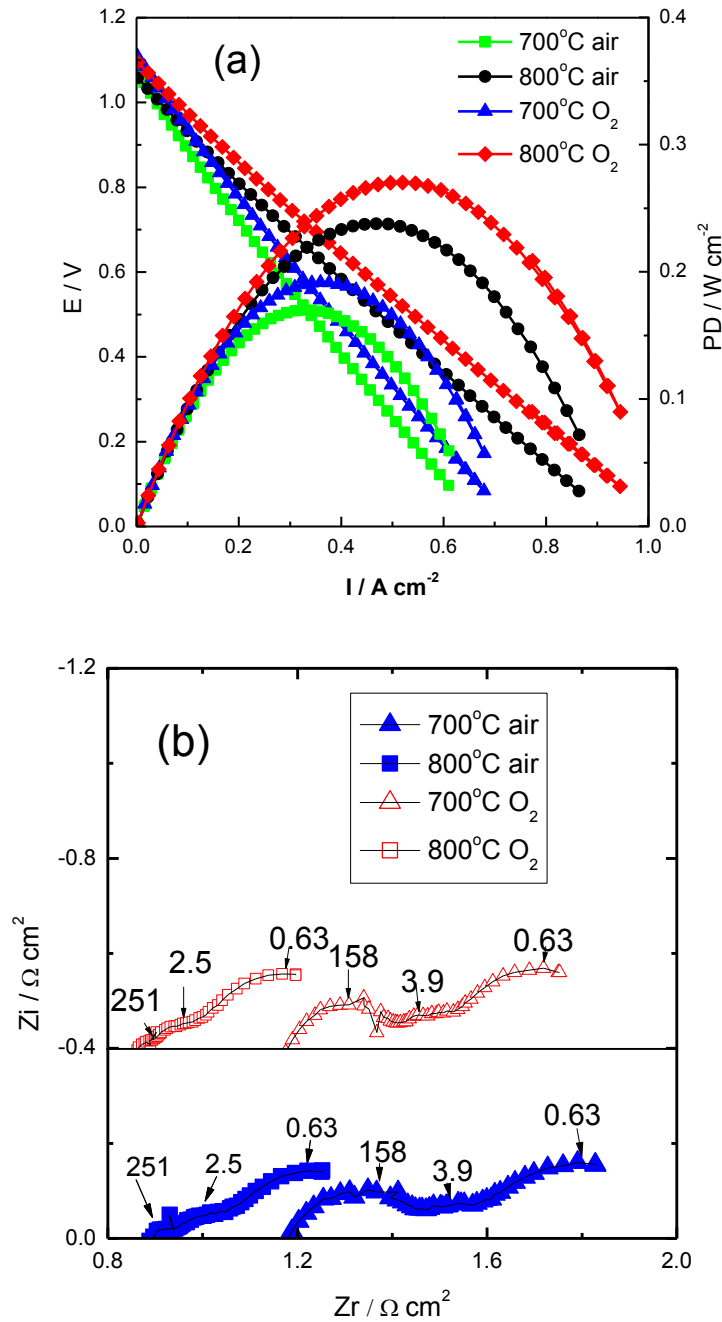 (a)
700°C air
800°C air
700°C O₂
800°C O₂
1.2
1.0
0.8
0.6
0.4
0.2
0.0
E / V
0.4
0.3
0.2
0.1
0.0
PD / W cm⁻²
0.0 0.2 0.4 0.6 0.8 1.0
I / A cm⁻²
(b)
700°C air
800°C air
700°C O₂
800°C O₂
-1.2
-0.8
-0.4
0.0
Zi / Ω cm²
251
2.5
0.63
158
3.9
0.63
251
2.5
0.63
158
3.9
0.63
0.8 1.2 1.6 2.0
Zr / Ω cm²